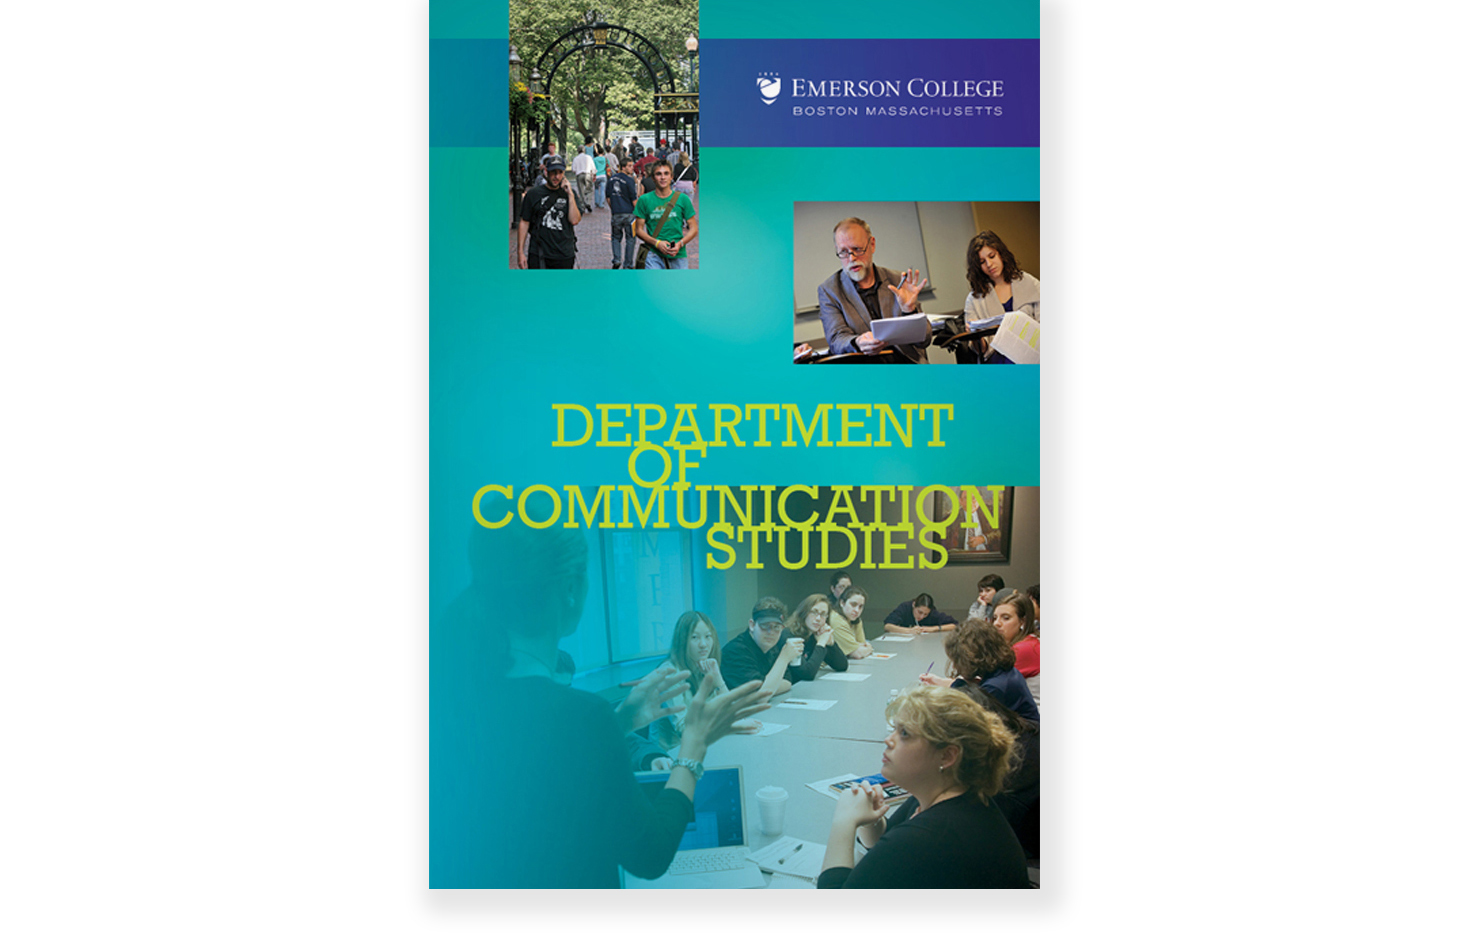 EMERSON COLLEGE
BOSTON MASSACHUSETTS
DEPARTMENT
OF
COMMUNICATION
STUDIES